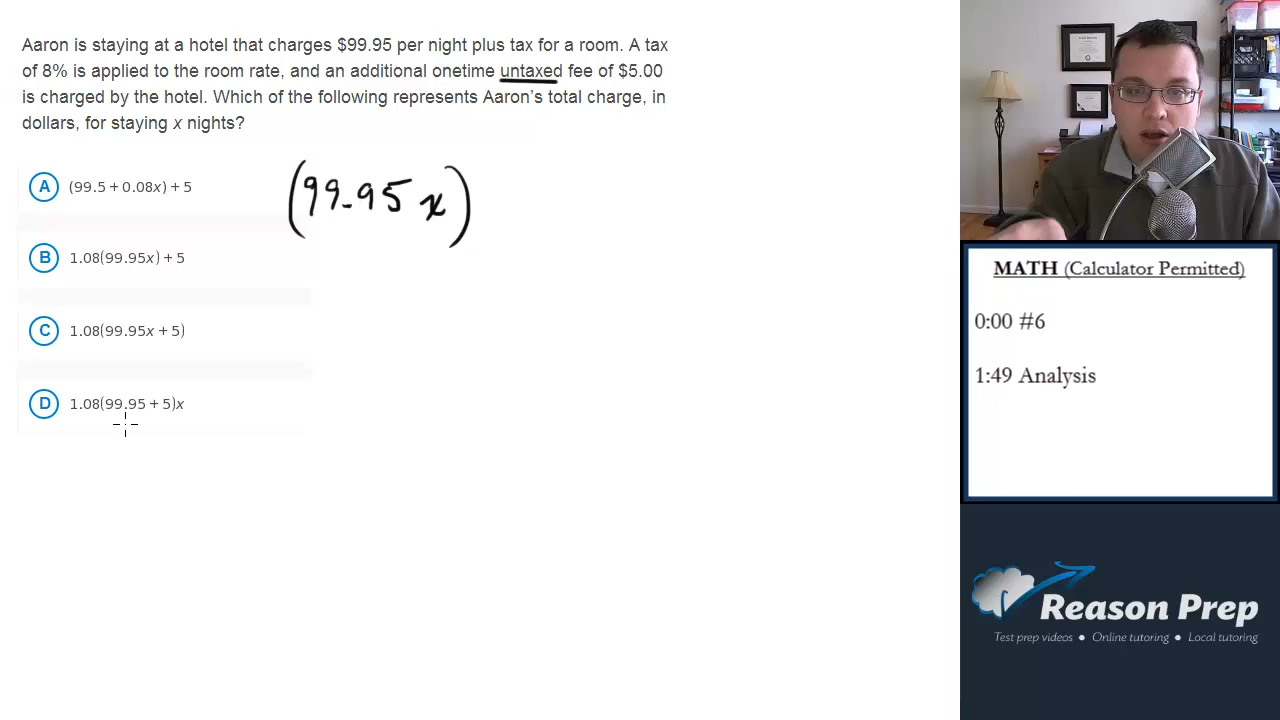 Aaron is staying at a hotel that charges $99.95 per night plus tax for a room. A tax
of 8% is applied to the room rate, and an additional onetime untaxed fee of $5.00
is charged by the hotel. Which of the following represents Aaron's total charge, in
dollars, for staying x nights?
A (99.5 + 0.08x) + 5
(99.95 x)
B 1.08(99.95x) + 5
C 1.08(99.95x + 5)
D 1.08(99.95 + 5)x
MATH (Calculator Permitted)
0:00 #6
1:49 Analysis
Reason Prep
Test prep videos ● Online tutoring ● Local tutoring